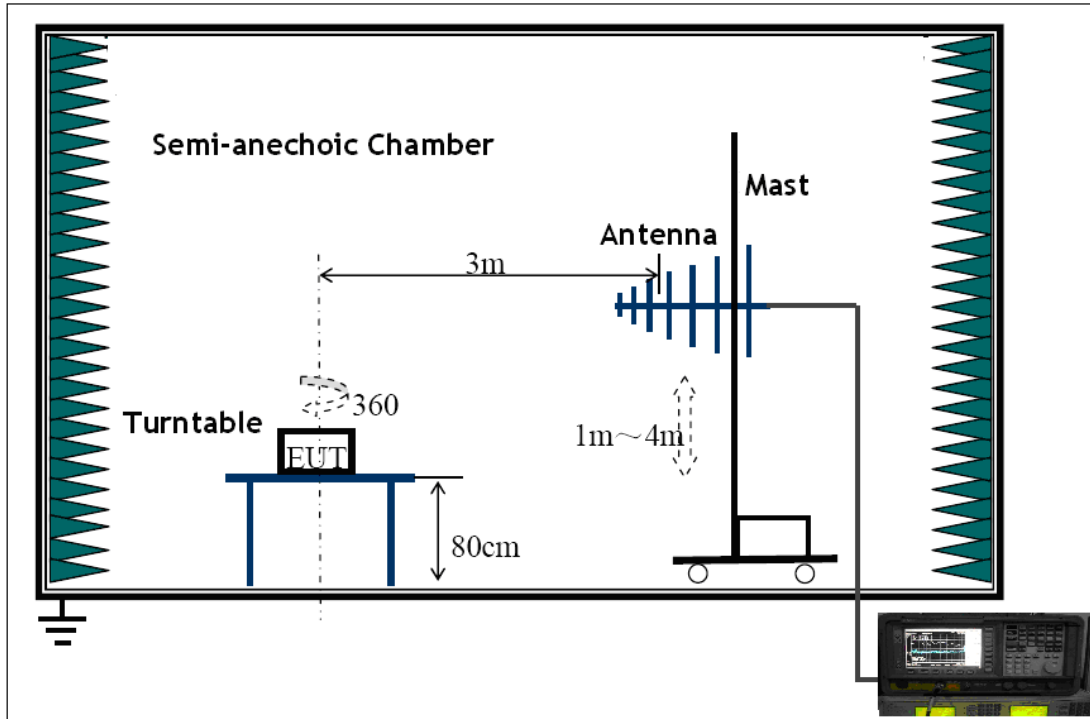 Semi-anechoic Chamber
Mast
Antenna
3m
360
Turntable
1m～4m
EUT
80cm